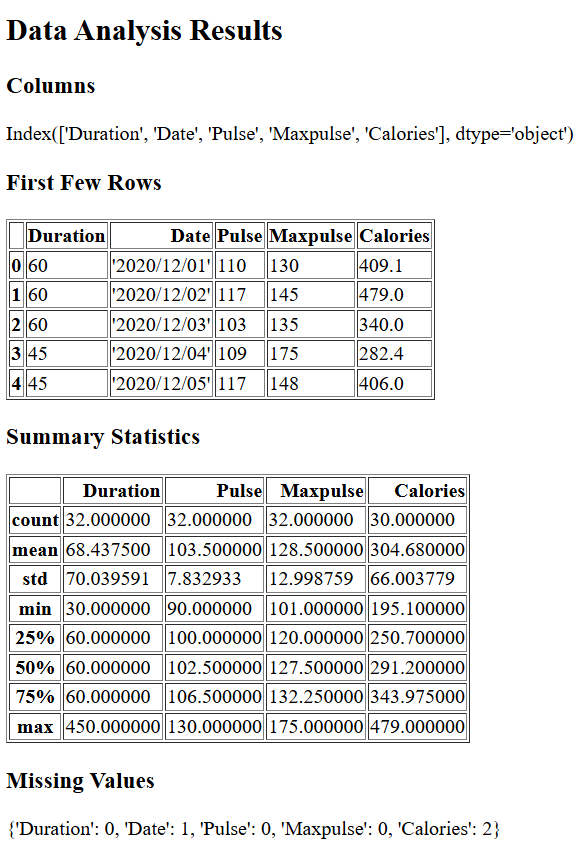 Data Analysis Results
Columns
Index(['Duration', 'Date', 'Pulse', 'Maxpulse', 'Calories'], dtype='object')
First Few Rows
Duration Date Pulse Maxpulse Calories
0 60 '2020/12/01' 110 130 409.1
1 60 '2020/12/02' 117 145 479.0
2 60 '2020/12/03' 103 135 340.0
3 45 '2020/12/04' 109 175 282.4
4 45 '2020/12/05' 117 148 406.0
Summary Statistics
Duration Pulse Maxpulse Calories
count 32.000000 32.000000 32.000000 30.000000
mean 68.437500 103.500000 128.500000 304.680000
std 70.039591 7.832933 12.998759 66.003779
min 30.000000 90.000000 101.000000 195.100000
25% 60.000000 100.000000 120.000000 250.700000
50% 60.000000 102.500000 127.500000 291.200000
75% 60.000000 106.500000 132.250000 343.975000
max 450.000000 130.000000 175.000000 479.000000
Missing Values
{'Duration': 0, 'Date': 1, 'Pulse': 0, 'Maxpulse': 0, 'Calories': 2}